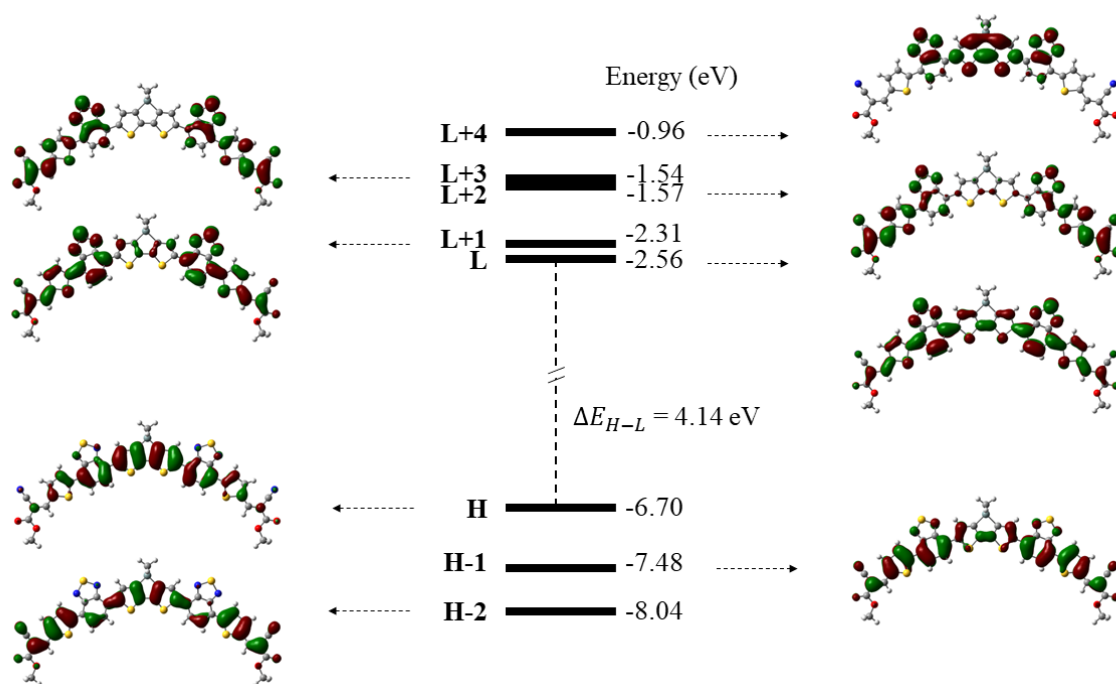 Energy (eV)
L+4 -0.96
L+3 -1.54
L+2 -1.57
L+1 -2.31
L -2.56
ΔE_{H−L} = 4.14 eV
H -6.70
H-1 -7.48
H-2 -8.04